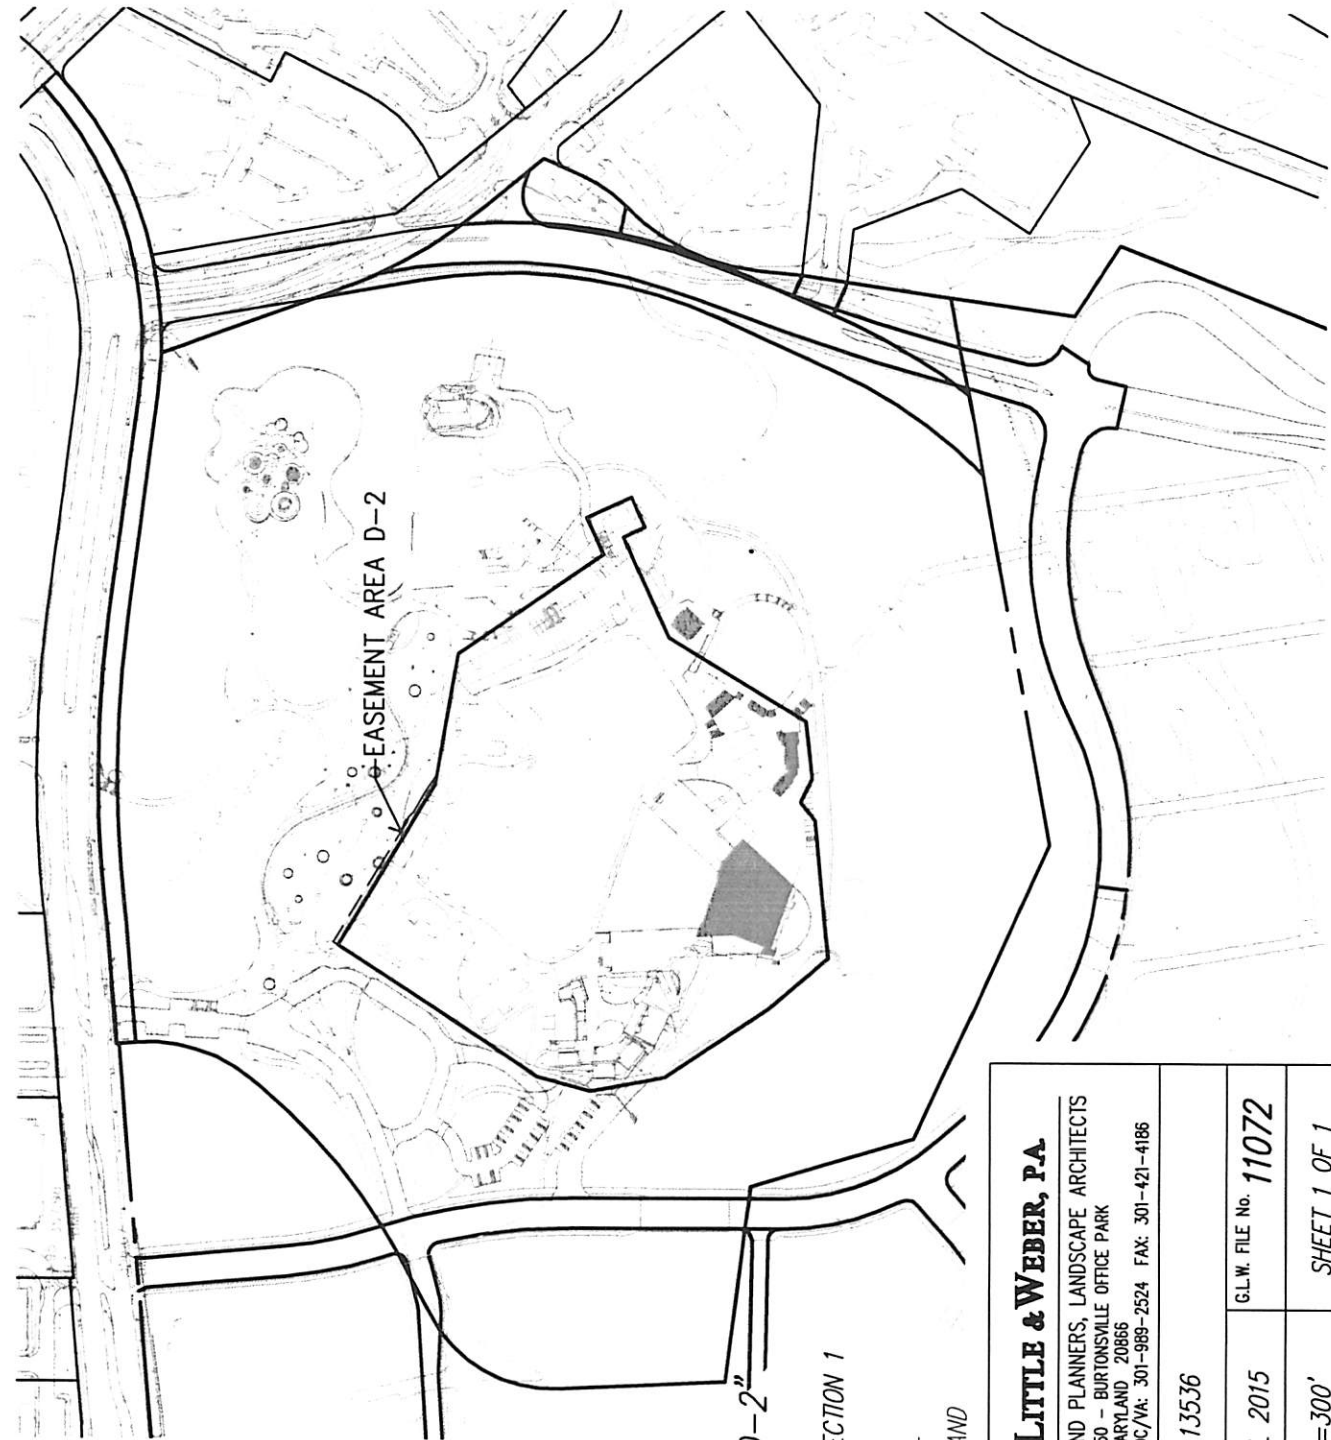 EASEMENT AREA D-2
D-2"
ECTION 1
AND
LITTLE & WEBER, P.A.
ND PLANNERS, LANDSCAPE ARCHITECTS
50 - BURTONSVILLE OFFICE PARK
ARYLAND 20866
DC/VA: 301-989-2524 FAX: 301-421-4186
13536
2015
G.L.W. FILE No. 11072
=300'
SHEET 1 OF 1